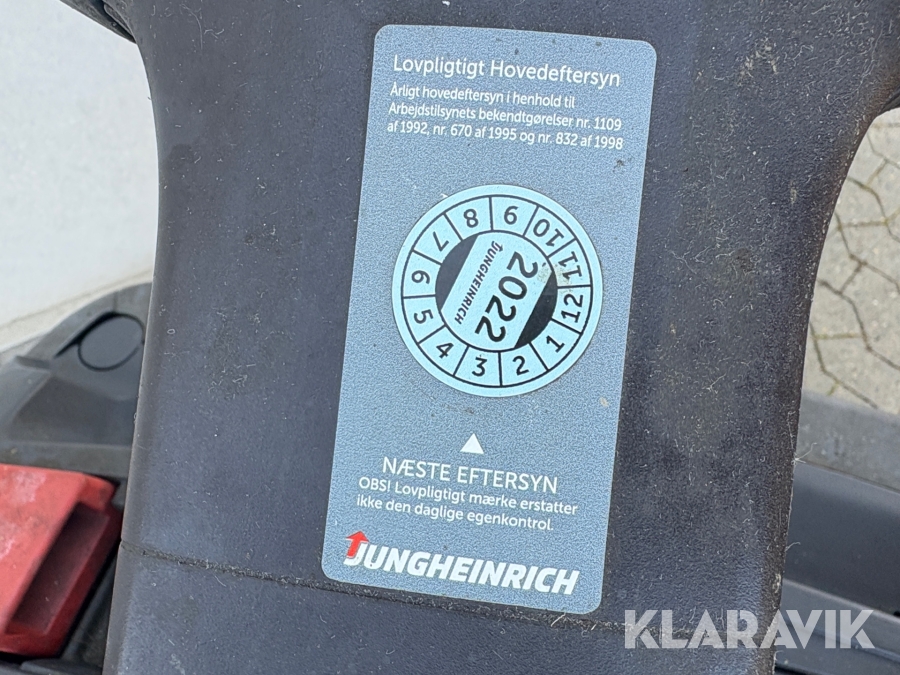 Lovpligtigt Hovedeftersyn
Årligt hovedeftersyn i henhold til
Arbejdstilsynets bekendtgørelser nr. 1109
af 1992, nr. 670 af 1995 og nr. 832 af 1998
1 2 3 4 5 6 7 8 9 10 11 12
JUNGHEINRICH
2022
NÆSTE EFTERSYN
OBS! Lovpligtigt mærke erstatter
ikke den daglige egenkontrol.
JUNGHEINRICH
KLARAVIK